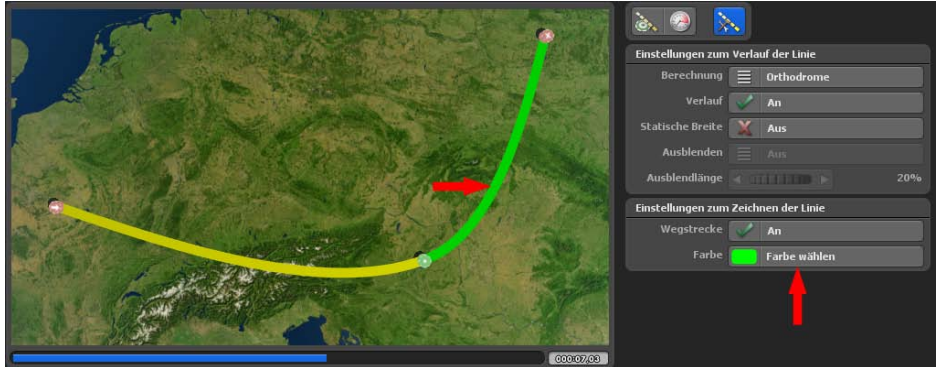 Einstellungen zum Verlauf der Linie
Berechnung Orthodrome
Verlauf An
Statische Breite Aus
Ausblenden Aus
Ausblendlänge 20%
Einstellungen zum Zeichnen der Linie
Wegstrecke An
Farbe Farbe wählen
000:07,03